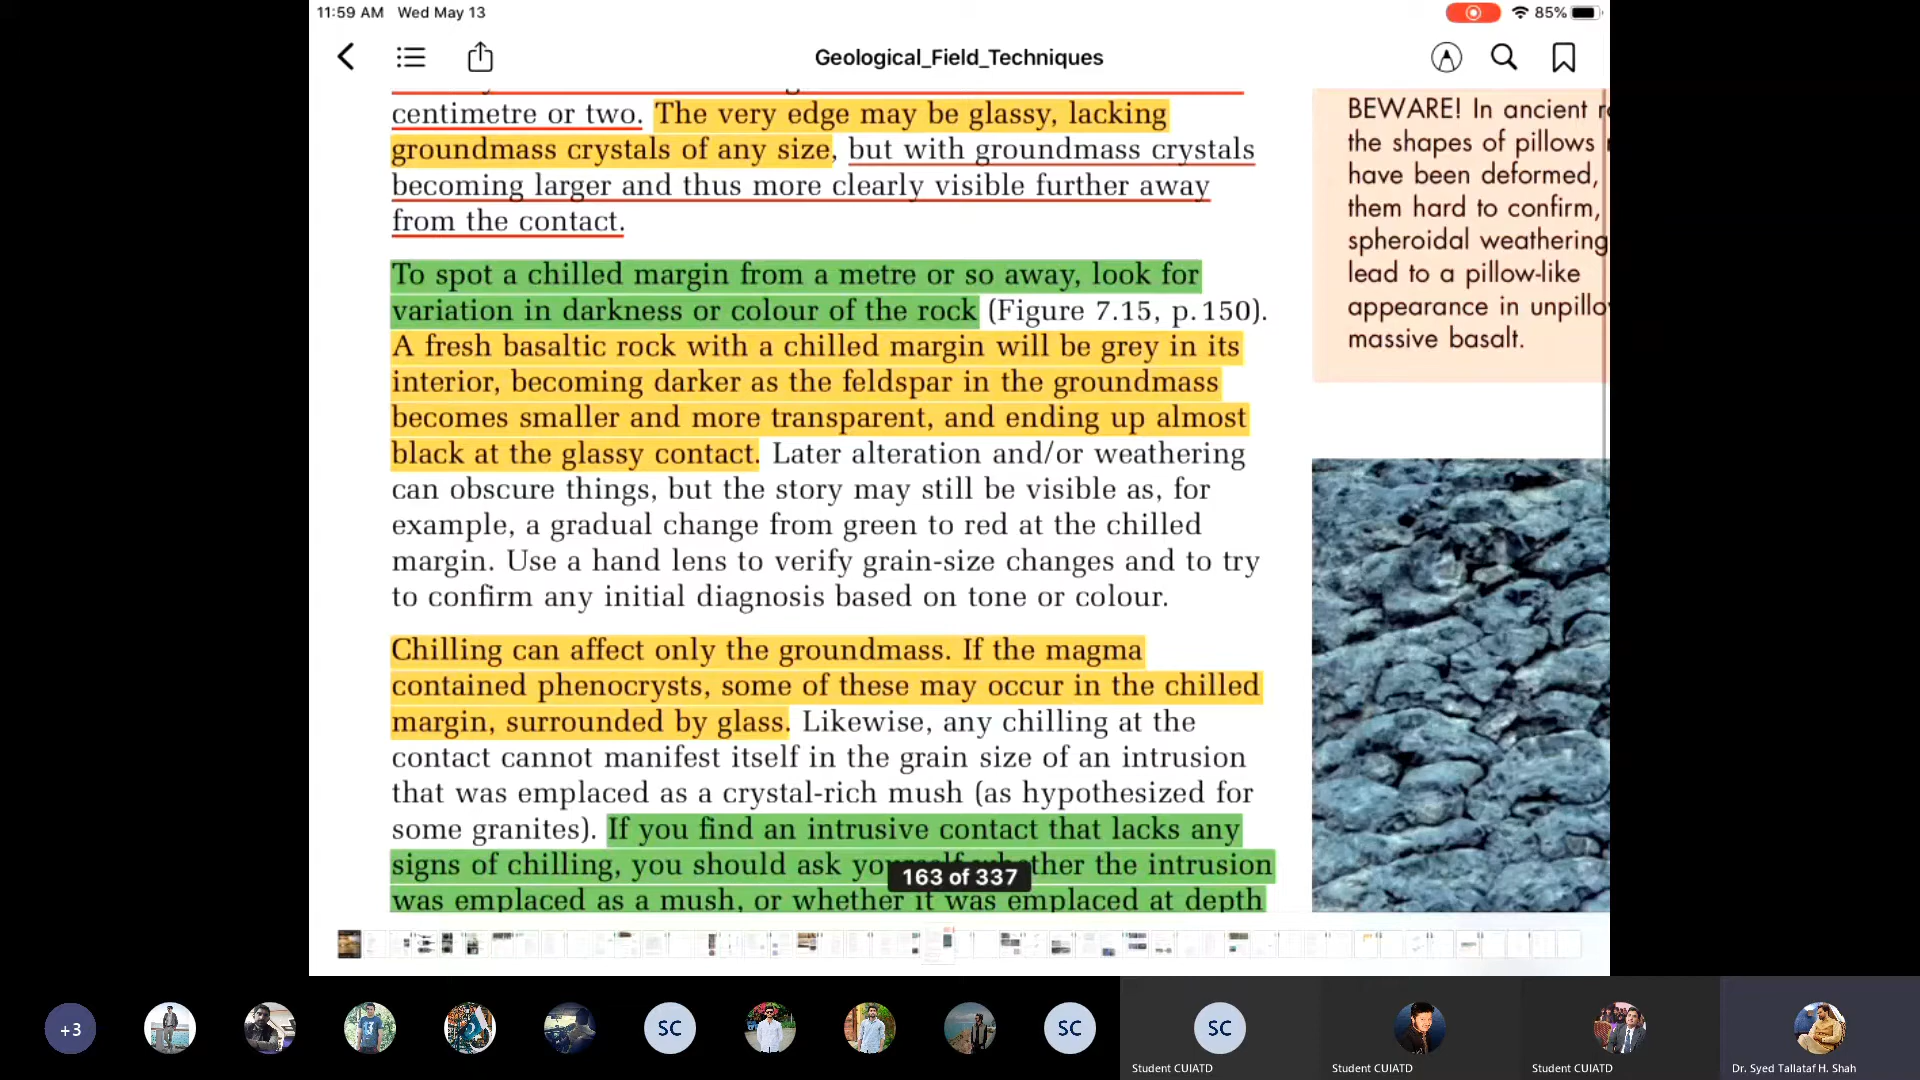 11:59 AM Wed May 13
85%
Geological_Field_Techniques
centimetre or two. The very edge may be glassy, lacking
groundmass crystals of any size, but with groundmass crystals
becoming larger and thus more clearly visible further away
from the contact.
To spot a chilled margin from a metre or so away, look for
variation in darkness or colour of the rock (Figure 7.15, p.150).
A fresh basaltic rock with a chilled margin will be grey in its
interior, becoming darker as the feldspar in the groundmass
becomes smaller and more transparent, and ending up almost
black at the glassy contact. Later alteration and/or weathering
can obscure things, but the story may still be visible as, for
example, a gradual change from green to red at the chilled
margin. Use a hand lens to verify grain-size changes and to try
to confirm any initial diagnosis based on tone or colour.
Chilling can affect only the groundmass. If the magma
contained phenocrysts, some of these may occur in the chilled
margin, surrounded by glass. Likewise, any chilling at the
contact cannot manifest itself in the grain size of an intrusion
that was emplaced as a crystal-rich mush (as hypothesized for
some granites). If you find an intrusive contact that lacks any
signs of chilling, you should ask the intrusion
was emplaced as a mush, or whether it was emplaced at depth
BEWARE! In ancient
the shapes of pillows
have been deformed,
them hard to confirm,
spheroidal weathering
lead to a pillow-like
appearance in
massive basalt.
163 of 337
+3
SC
SC
SC
Student CUIATD
Student CUIATD
Student CUIATD
Dr. Syed Tallataf H. Shah